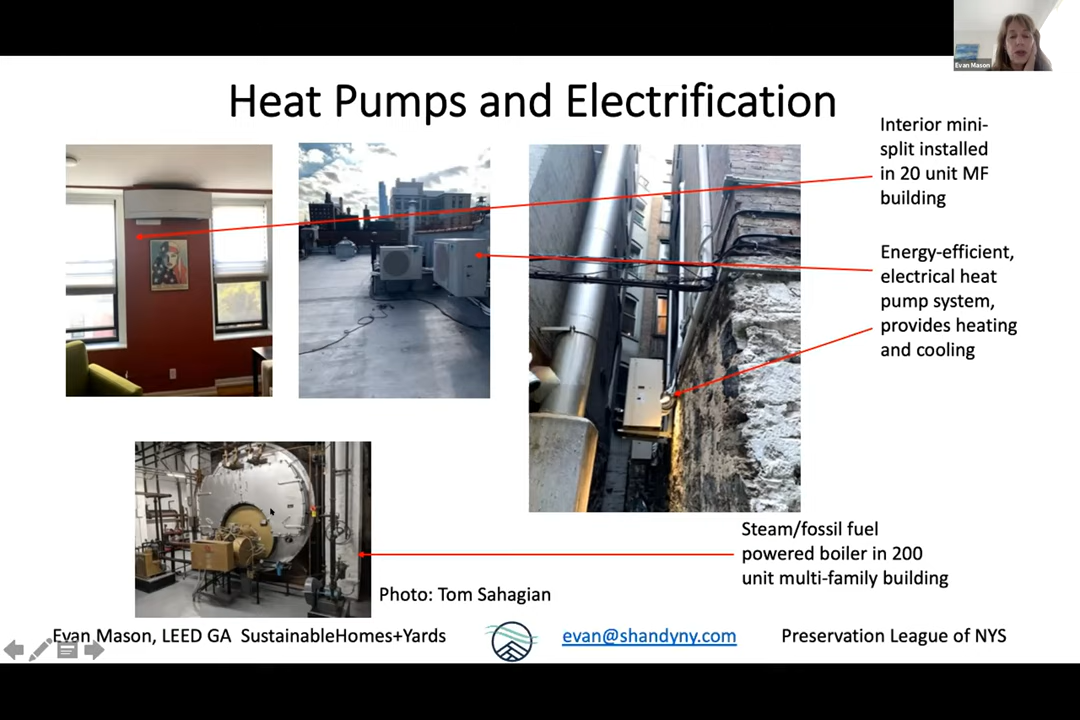 Evan Mason
Heat Pumps and Electrification
Interior mini-
split installed
in 20 unit MF
building
Energy-efficient,
electrical heat
pump system,
provides heating
and cooling
Steam/fossil fuel
powered boiler in 200
unit multi-family building
Photo: Tom Sahagian
Evan Mason, LEED GA  SustainableHomes+Yards
evan@shandyny.com
Preservation League of NYS